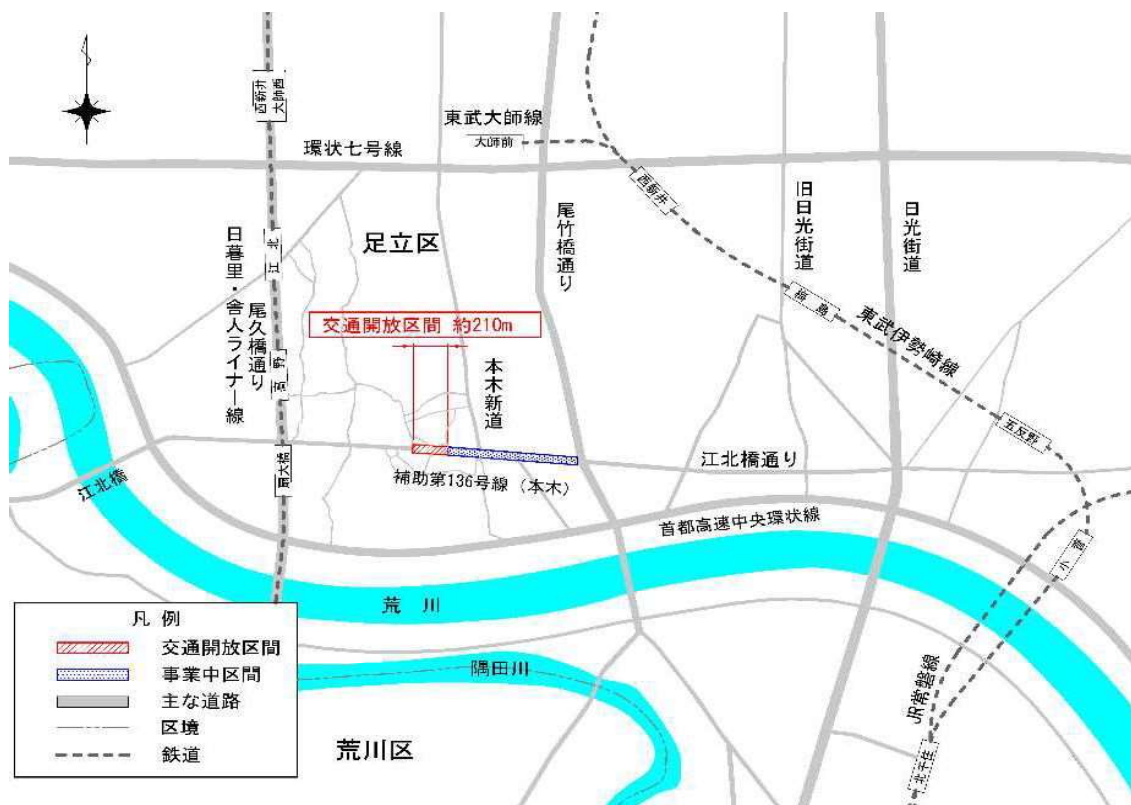 西新井
大師西
東武大師線
大師前
環状七号線
西新井
旧日光街道
日光街道
尾竹橋通り
足立区
江北
日暮里・舎人ライナー線
尾久橋通り
梅島
東武伊勢崎線
交通開放区間 約210m
高野
本木新道
五反野
江北橋通り
扇大橋
補助第136号線（本木）
江北橋
首都高速中央環状線
小菅
荒川
凡例
交通開放区間
事業中区間
主な道路
区境
鉄道
隅田川
JR常磐線
荒川区
北千住